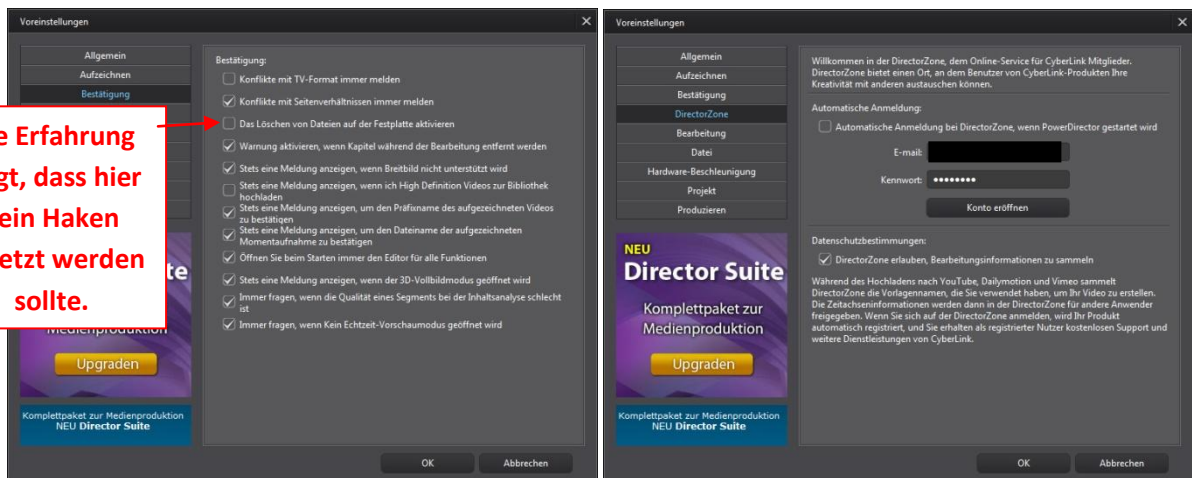 Voreinstellungen
Allgemein
Aufzeichnen
Bestätigung
Bestätigung:
Konflikte mit TV-Format immer melden
Konflikte mit Seitenverhältnissen immer melden
Das Löschen von Dateien auf der Festplatte aktivieren
Warnung aktivieren, wenn Kapitel während der Bearbeitung entfernt werden
Stets eine Meldung anzeigen, wenn Breitbild nicht unterstützt wird
Stets eine Meldung anzeigen, wenn ich High Definition Videos zur Bibliothek
hochladen
Stets eine Meldung anzeigen, um den Präfixname des aufgezeichneten Videos
zu bestätigen
Stets eine Meldung anzeigen, um den Dateiname der aufgezeichneten
Momentaufnahme zu bestätigen
Öffnen Sie beim Starten immer den Editor für alle Funktionen
Stets eine Meldung anzeigen, wenn der 3D-Vollbildmodus geöffnet wird
Immer fragen, wenn die Qualität eines Segments bei der Inhaltsanalyse schlecht
ist
Immer fragen, wenn Kein Echtzeit-Vorschaumodus geöffnet wird
e Erfahrung
gt, dass hier
ein Haken
etzt werden
sollte.
te
Medienproduktion
Upgraden
Komplettpaket zur Medienproduktion
NEU Director Suite
OK Abbrechen
Voreinstellungen
Allgemein
Aufzeichnen
Bestätigung
DirectorZone
Bearbeitung
Datei
Hardware-Beschleunigung
Projekt
Produzieren
Willkommen in der DirectorZone, dem Online-Service für CyberLink Mitglieder.
DirectorZone bietet einen Ort, an dem Benutzer von CyberLink-Produkten Ihre
Kreativität mit anderen austauschen können.
Automatische Anmeldung:
Automatische Anmeldung bei DirectorZone, wenn PowerDirector gestartet wird
E-mail:
Kennwort: ••••••••
Konto eröffnen
Datenschutzbestimmungen:
DirectorZone erlauben, Bearbeitungsinformationen zu sammeln
Während des Hochladens nach YouTube, Dailymotion und Vimeo sammelt
DirectorZone die Vorlagennamen, die Sie verwendet haben, um Ihr Video zu erstellen.
Die Zeitachseninformationen werden dann in der DirectorZone für andere Anwender
freigegeben. Wenn Sie sich auf der DirectorZone anmelden, wird Ihr Produkt
automatisch registriert, und Sie erhalten als registrierter Nutzer kostenlosen Support und
weitere Dienstleistungen von CyberLink.
NEU
Director Suite
Komplettpaket zur
Medienproduktion
Upgraden
Komplettpaket zur Medienproduktion
NEU Director Suite
OK Abbrechen